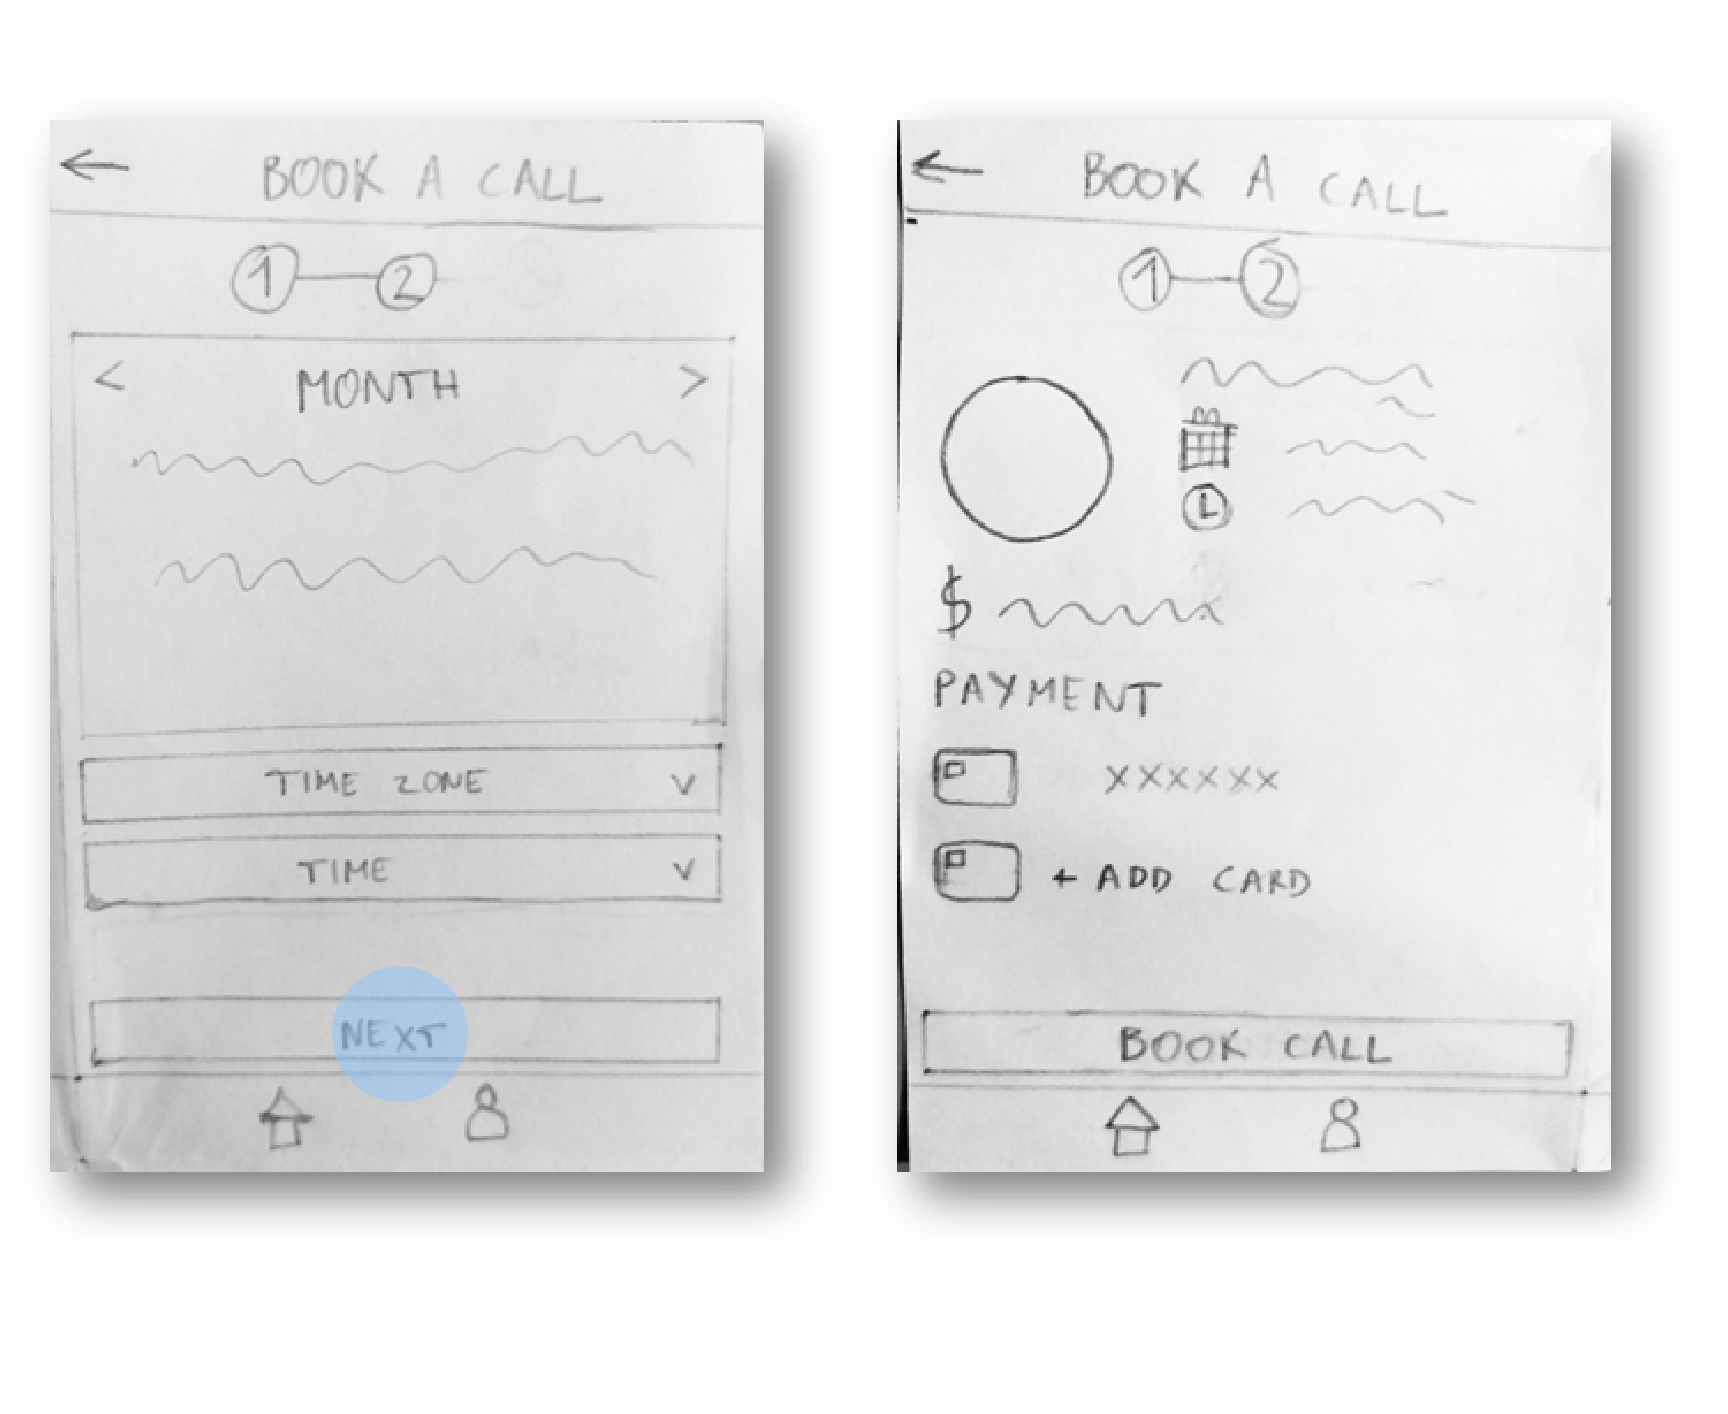 BOOK A CALL
1 2
< MONTH >
TIME ZONE V
TIME V
NEXT
BOOK A CALL
1 2
$
PAYMENT
XXXXXX
+ ADD CARD
BOOK CALL